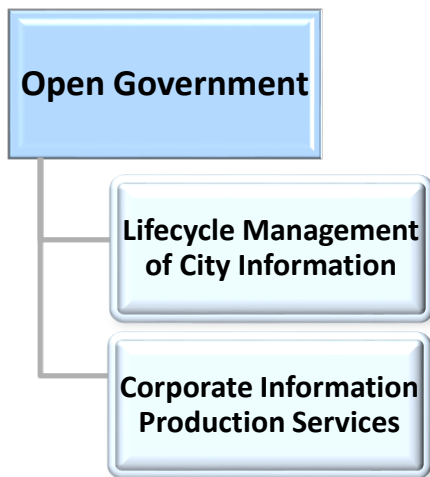 Open Government
Lifecycle Management
of City Information
Corporate Information
Production Services